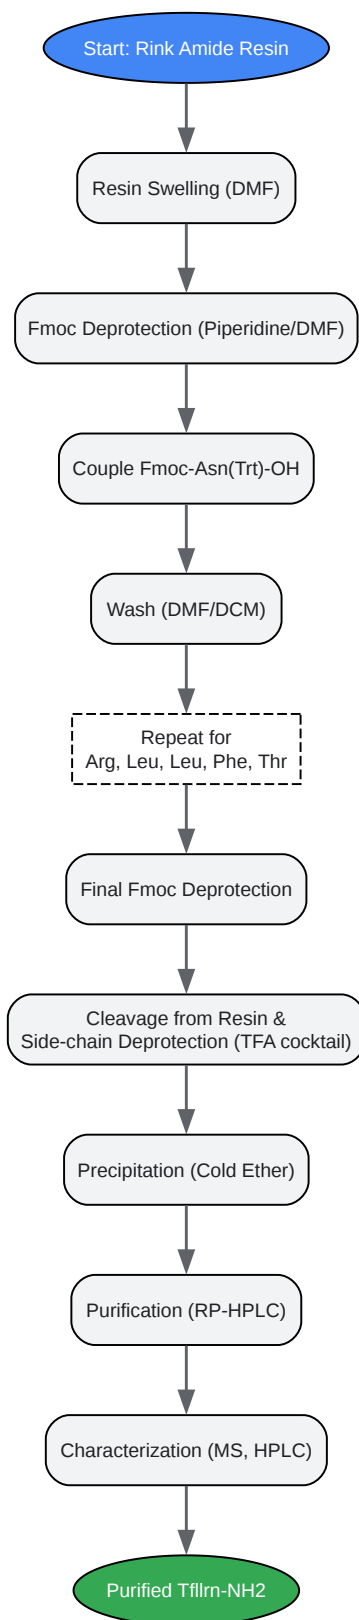 Start: Rink Amide Resin
Resin Swelling (DMF)
Fmoc Deprotection (Piperidine/DMF)
Couple Fmoc-Asn(Trt)-OH
Wash (DMF/DCM)
Repeat for
Arg, Leu, Leu, Phe, Thr
Final Fmoc Deprotection
Cleavage from Resin &
Side-chain Deprotection (TFA cocktail)
Precipitation (Cold Ether)
Purification (RP-HPLC)
Characterization (MS, HPLC)
Purified Tfllrn-NH2